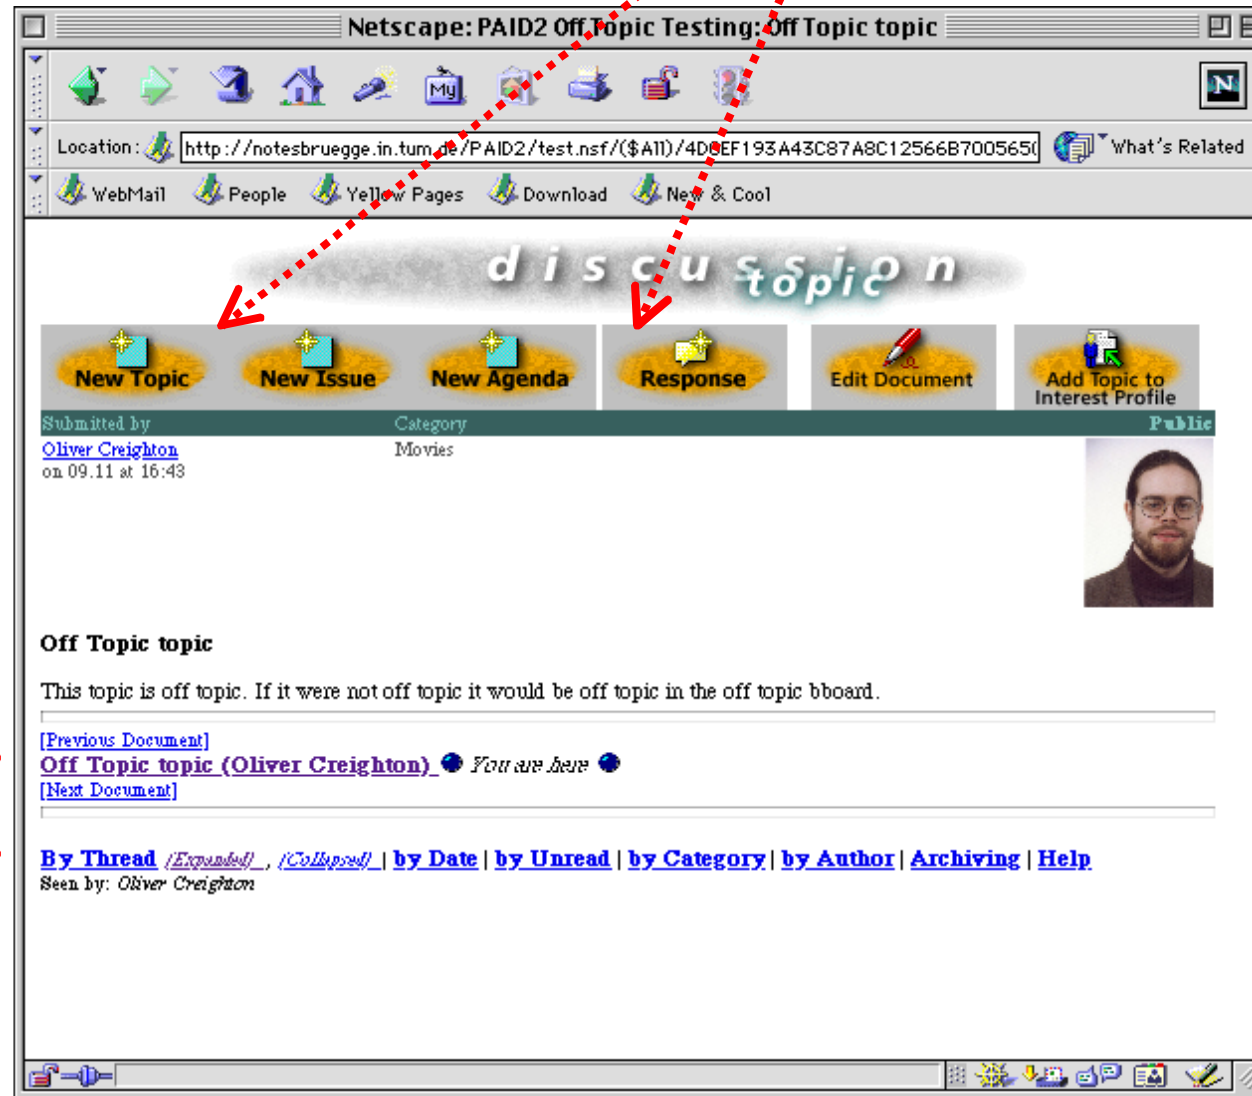 Netscape: PAID2 Off Topic Testing: Off Topic topic
My
N
Location: http://notesbruegge.in.tum.de/PAID2/test.nsf/($All)/4D6EF193A43C87A8C12566B700565( What's Related
WebMail People Yellow Pages Download New & Cool
discussion
topic
New Topic New Issue New Agenda Response Edit Document Add Topic to
Interest Profile
Submitted by Category Public
Oliver Creighton Movies
on 09.11 at 16:43
Off Topic topic
This topic is off topic. If it were not off topic it would be off topic in the off topic bboard.
[Previous Document]
Off Topic topic (Oliver Creighton) You are here
[Next Document]
By Thread (Expanded) , (Collapsed) | by Date | by Unread | by Category | by Author | Archiving | Help
Seen by: Oliver Creighton